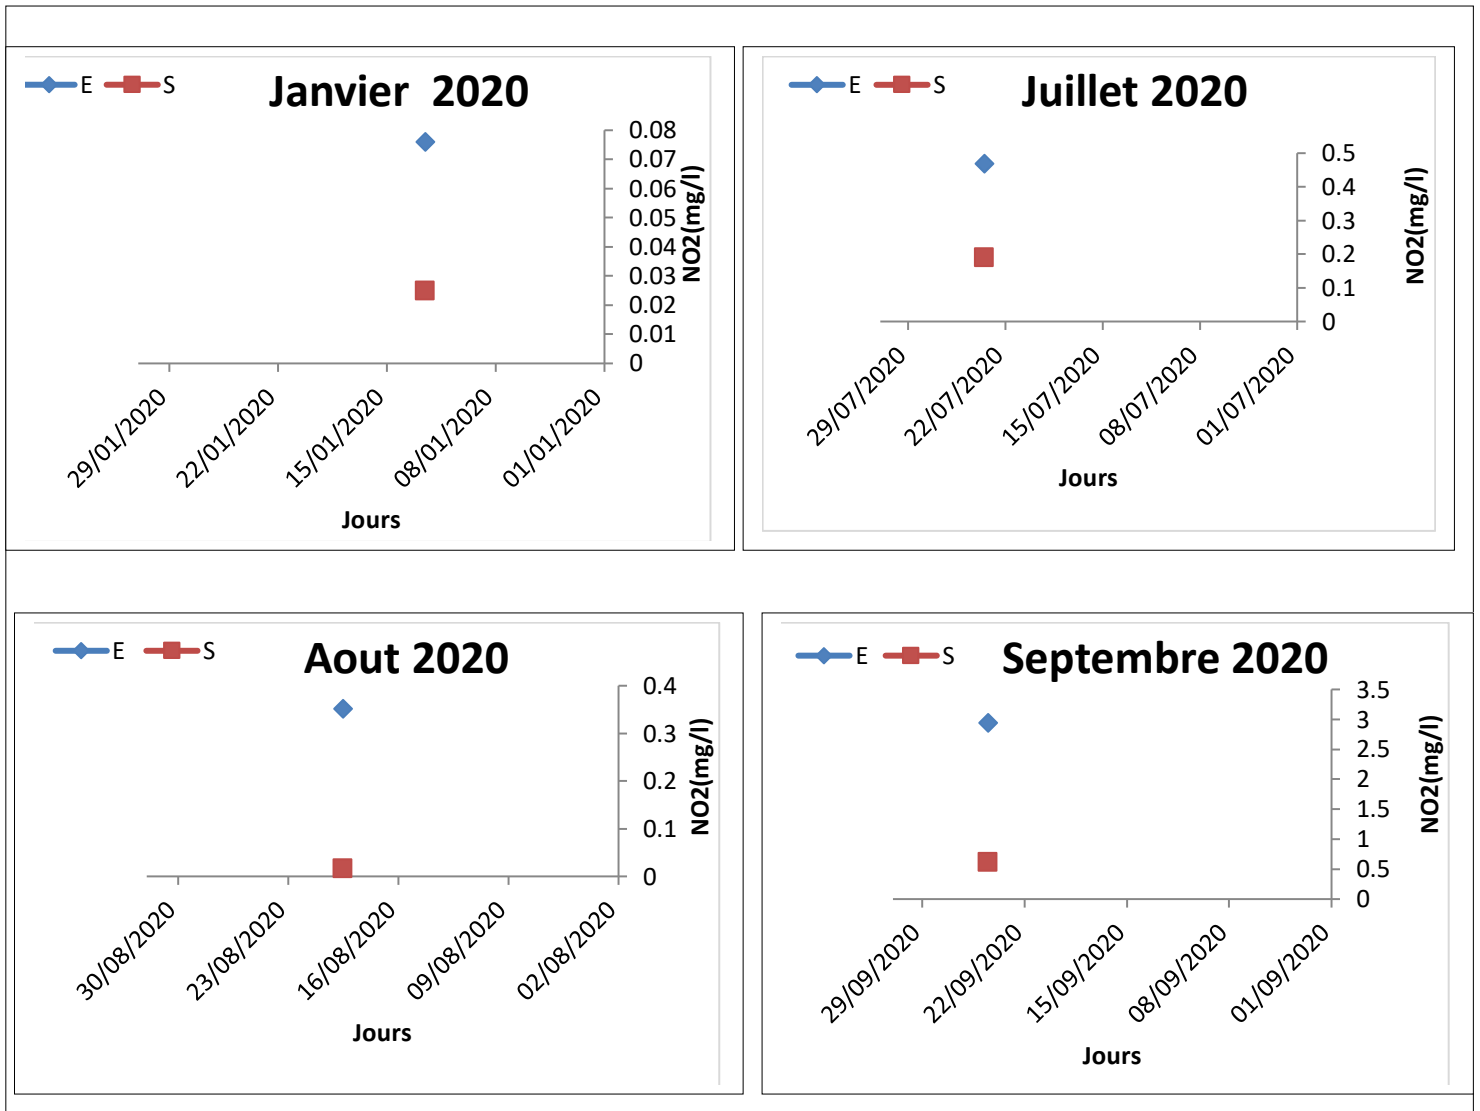 E S
Janvier 2020
0.08
0.07
0.06
0.05
0.04
0.03
0.02
0.01
0
NO2(mg/l)
29/01/2020 22/01/2020 15/01/2020 08/01/2020 01/01/2020
Jours
E S
Juillet 2020
0.5
0.4
0.3
0.2
0.1
0
NO2(mg/l)
29/07/2020 22/07/2020 15/07/2020 08/07/2020 01/07/2020
Jours
E S
Aout 2020
0.4
0.3
0.2
0.1
0
NO2(mg/l)
30/08/2020 23/08/2020 16/08/2020 09/08/2020 02/08/2020
Jours
E S
Septembre 2020
3.5
3
2.5
2
1.5
1
0.5
0
NO2(mg/l)
29/09/2020 22/09/2020 15/09/2020 08/09/2020 01/09/2020
Jours